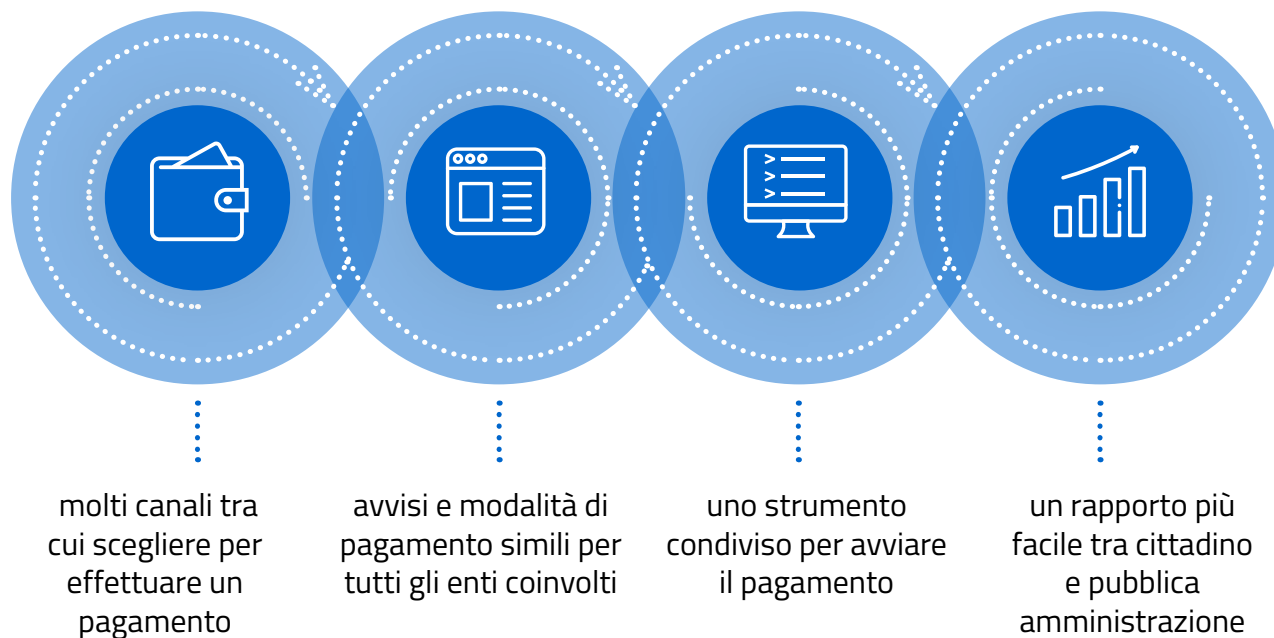 molti canali tra
cui scegliere per
effettuare un
pagamento
avvisi e modalità di
pagamento simili per
tutti gli enti coinvolti
uno strumento
condiviso per avviare
il pagamento
un rapporto più
facile tra cittadino
e pubblica
amministrazione